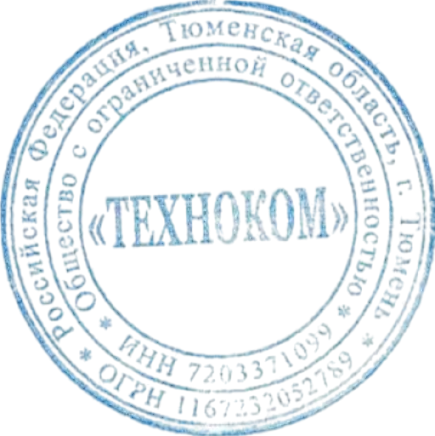 Российская Федерация, Тюменская область, г. Тюмень
* ОГРН 1167232052789 *
Общество с ограниченной ответственностью
* ИНН 7203371099 *
«ТЕХНОКОМ»